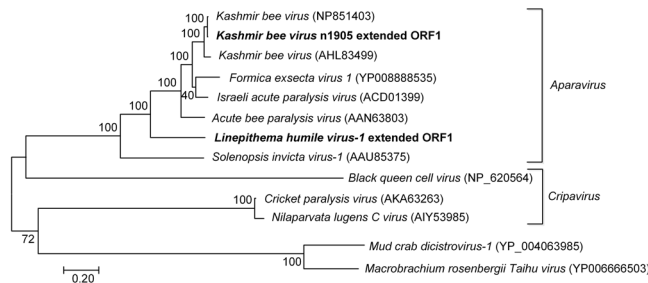 100
Kashmir bee virus (NP851403)
100
Kashmir bee virus n1905 extended ORF1
100
Kashmir bee virus (AHL83499)
Formica exsecta virus 1 (YP008888535)
40
Israeli acute paralysis virus (ACD01399)
Aparavirus
100
Acute bee paralysis virus (AAN63803)
100
Linepithema humile virus-1 extended ORF1
100
Solenopsis invicta virus-1 (AAU85375)
Black queen cell virus (NP_620564)
100
Cricket paralysis virus (AKA63263)
Cripavirus
Nilaparvata lugens C virus (AIY53985)
72
Mud crab dicistrovirus-1 (YP_004063985)
100
Macrobrachium rosenbergii Taihu virus (YP006666503)
0.20